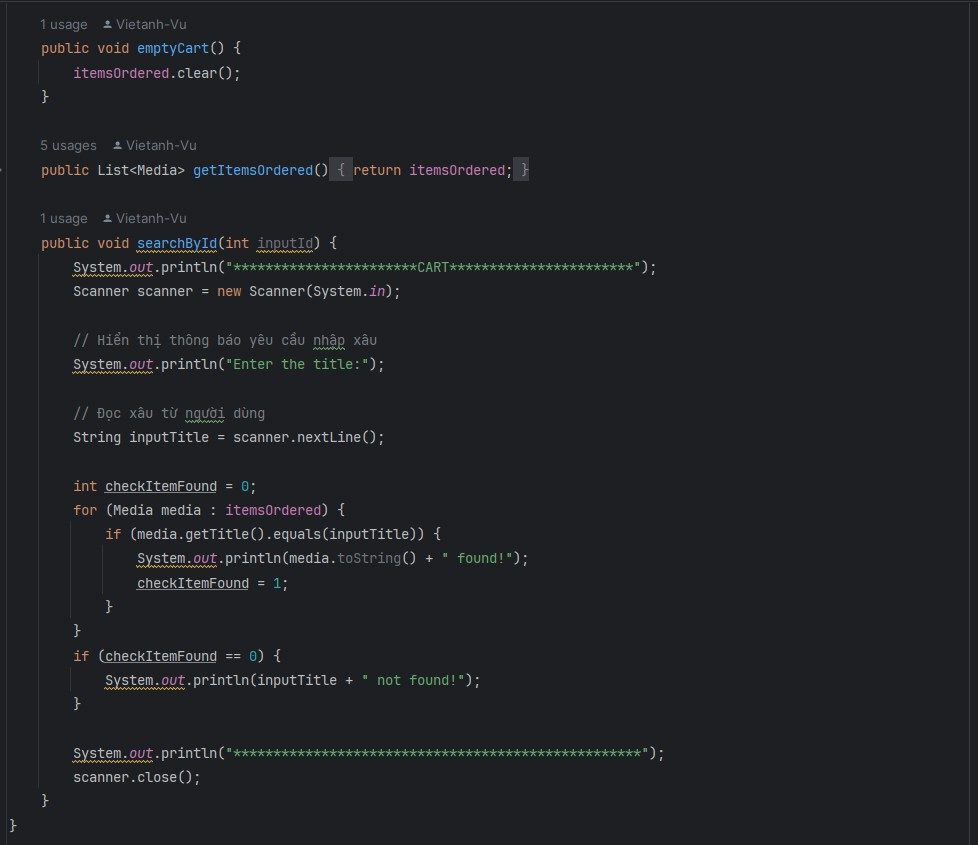 1 usage Vietanh-Vu
public void emptyCart() {
itemsOrdered.clear();
}
5 usages Vietanh-Vu
public List<Media> getItemsOrdered() { return itemsOrdered; }
1 usage Vietanh-Vu
public void searchById(int inputId) {
System.out.println("***********************CART***********************");
Scanner scanner = new Scanner(System.in);
// Hiển thị thông báo yêu cầu nhập xâu
System.out.println("Enter the title:");
// Đọc xâu từ người dùng
String inputTitle = scanner.nextLine();
int checkItemFound = 0;
for (Media media : itemsOrdered) {
if (media.getTitle().equals(inputTitle)) {
System.out.println(media.toString() + " found!");
checkItemFound = 1;
}
}
if (checkItemFound == 0) {
System.out.println(inputTitle + " not found!");
}
System.out.println("***************************************************");
scanner.close();
}
}